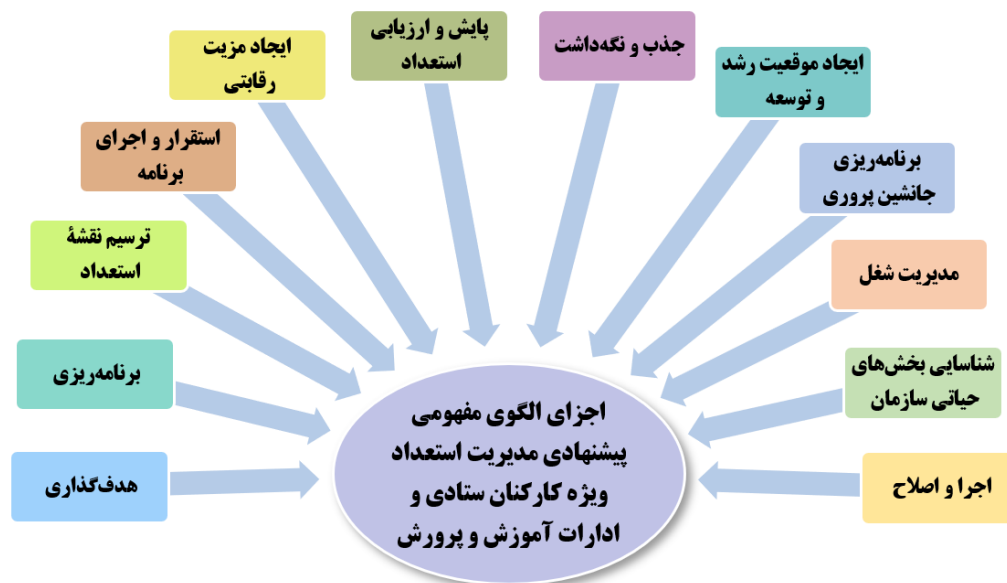 جذب و نگه‌داشت
پایش و ارزیابی
استعداد
ایجاد مزیت
رقابتی
ایجاد موقعیت رشد
و توسعه
استقرار و اجرای
برنامه
برنامه‌ریزی
جانشین پروری
ترسیم نقشۀ
استعداد
مدیریت شغل
برنامه‌ریزی
شناسایی بخش‌های
حیاتی سازمان
هدف‌گذاری
اجرا و اصلاح
اجزای الگوی مفهومی
پیشنهادی مدیریت استعداد
ویژه کارکنان ستادی و
ادارات آموزش و پرورش